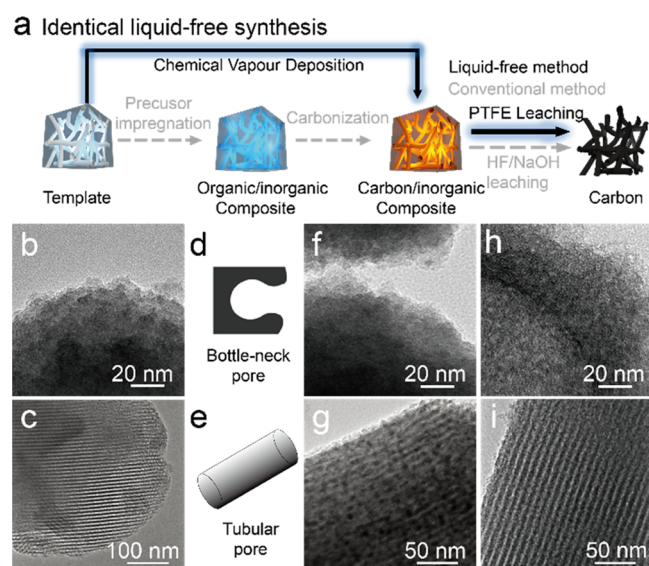 a Identical liquid-free synthesis
Chemical Vapour Deposition
Liquid-free method
Conventional method
Precusor
impregnation
Carbonization
PTFE Leaching
HF/NaOH
leaching
Template
Organic/inorganic
Composite
Carbon/inorganic
Composite
Carbon
b
20 nm
d
Bottle-neck
pore
f
20 nm
h
20 nm
c
100 nm
e
Tubular
pore
g
50 nm
i
50 nm